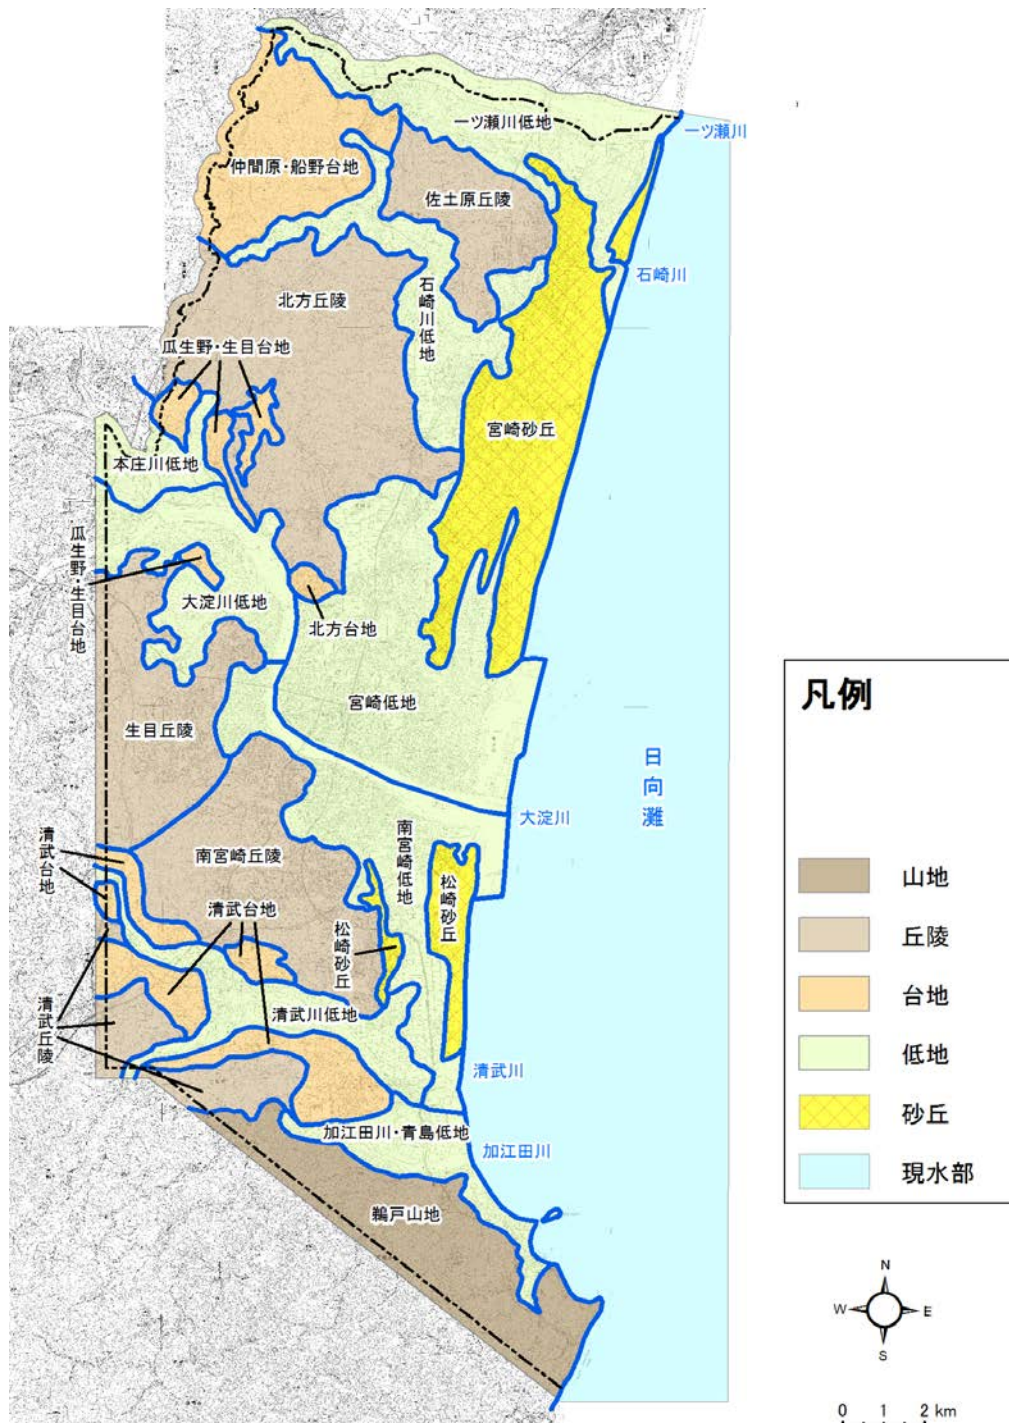 一ツ瀬川低地
一ツ瀬川
仲間原・船野台地
佐土原丘陵
石崎川
北方丘陵
石崎川低地
瓜生野・生目台地
宮崎砂丘
本庄川低地
瓜生野・生目台地
大淀川低地
北方台地
宮崎低地
生目丘陵
日向灘
大淀川
南宮崎低地
清武台地
南宮崎丘陵
松崎砂丘
清武台地
松崎砂丘
清武丘陵
清武川低地
清武川
加江田川・青島低地
加江田川
鵜戸山地
凡例
山地
丘陵
台地
低地
砂丘
現水部
N
W E
S
0 1 2 km